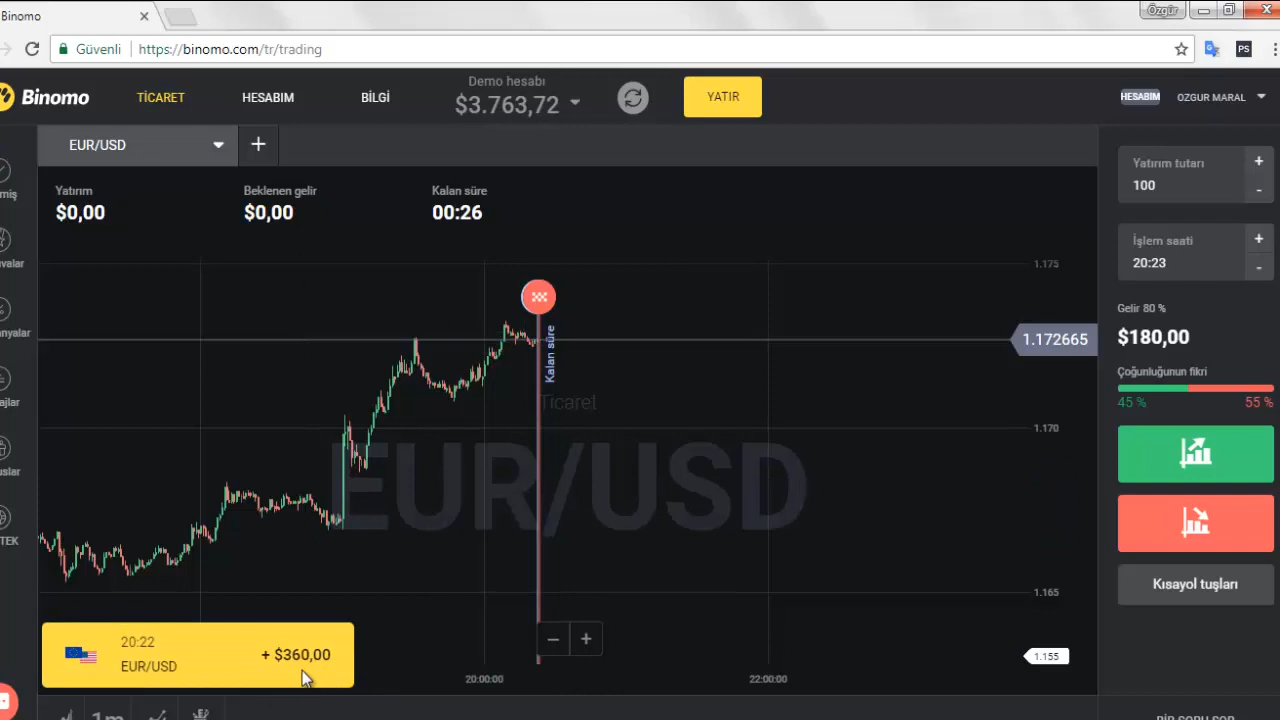 Binomo
Özgür
Güvenli
https://binomo.com/tr/trading
PS
Binomo
TİCARET
HESABIM
BİLGİ
Demo hesabı
$3.763,72
YATIR
HESABIM
OZGUR MARAL
EUR/USD
+
Yatırım
$0,00
Beklenen gelir
$0,00
Kalan süre
00:26
Yatırım tutarı
100
+
-
İşlem saati
20:23
+
-
Gelir 80 %
$180,00
Çoğunluğunun fikri
45 %
55 %
Kısayol tuşları
1.175
1.172665
Kalan süre
Ticaret
EUR/USD
1.170
1.165
1.155
20:22
EUR/USD
+ $360,00
− +
20:00:00
22:00:00
1m